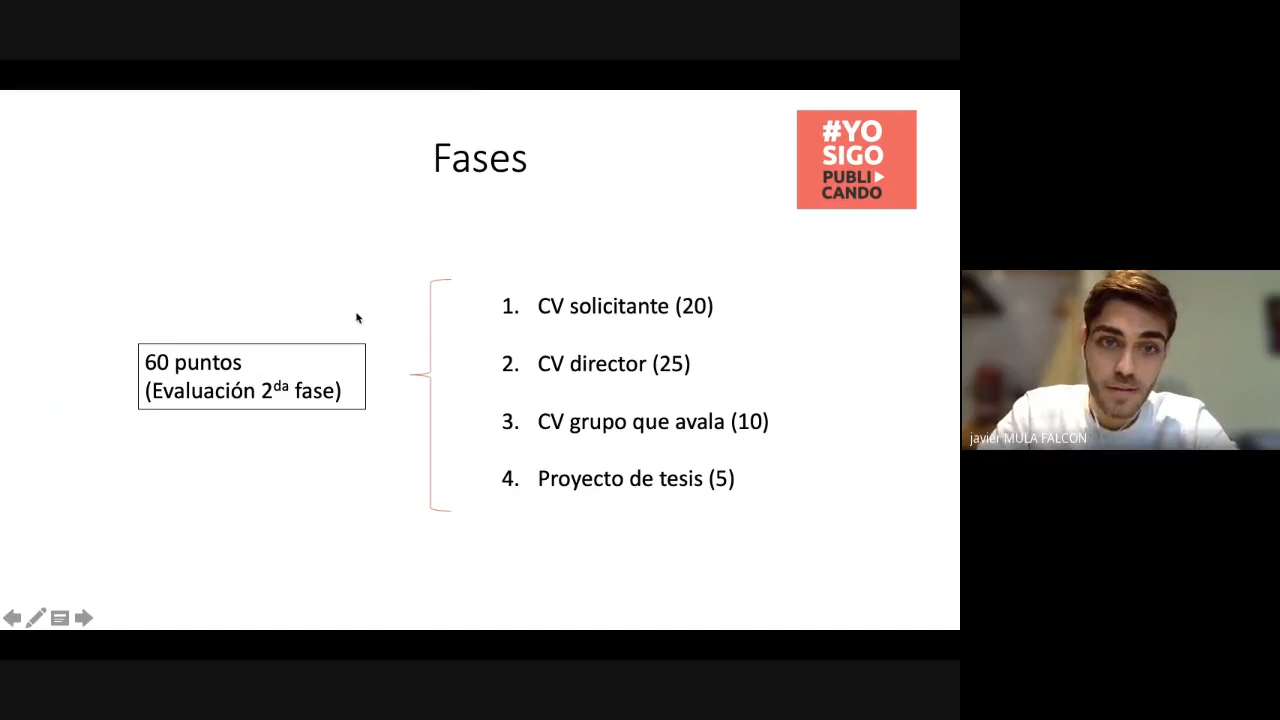 Fases
#YO
SIGO
PUBLI
CANDO
60 puntos
(Evaluación 2da fase)
1. CV solicitante (20)
2. CV director (25)
3. CV grupo que avala (10)
4. Proyecto de tesis (5)
javier MULA FALCON